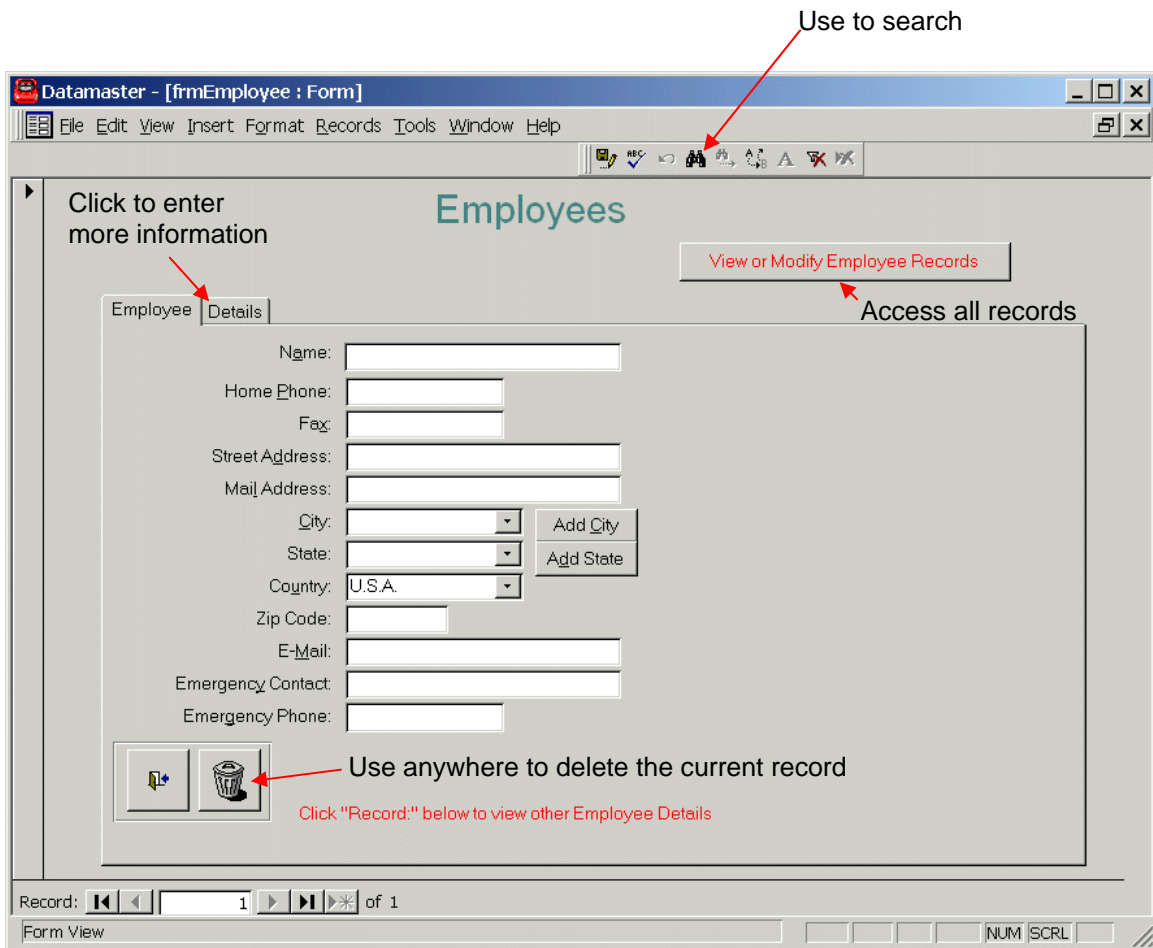 Use to search
Datamaster - [frmEmployee : Form]
File Edit View Insert Format Records Tools Window Help
ABC
A
B
A
Click to enter
more information
Employees
View or Modify Employee Records
Access all records
Employee Details
Name:
Home Phone:
Fax:
Street Address:
Mail Address:
City: Add City
State: Add State
Country: U.S.A.
Zip Code:
E-Mail:
Emergency Contact:
Emergency Phone:
Use anywhere to delete the current record
Click "Record:" below to view other Employee Details
Record: 1 of 1
Form View NUM SCRL